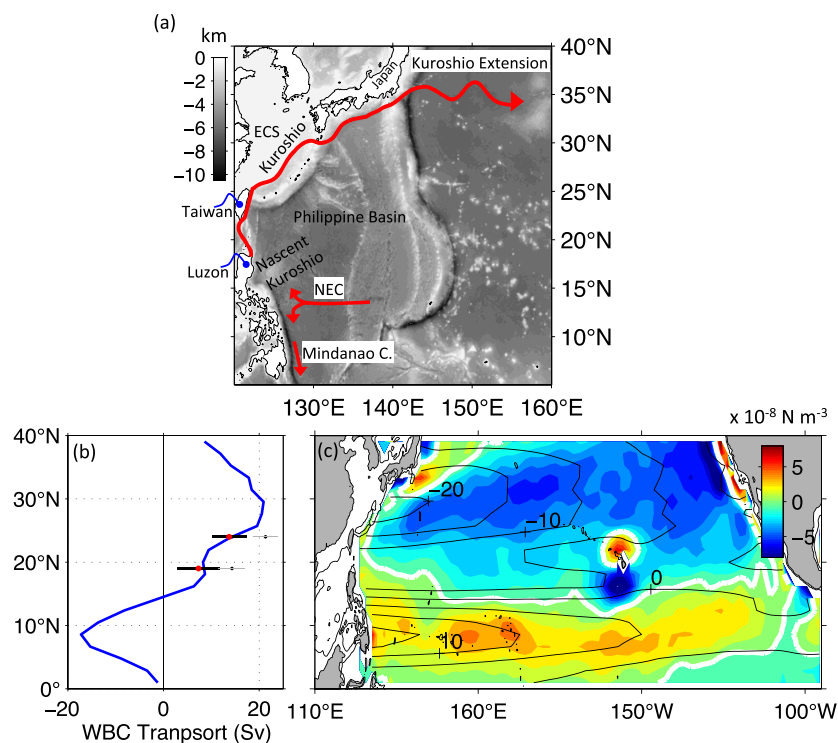 (a)
km
0
−2
−4
−6
−8
−10
40°N
35°N
30°N
25°N
20°N
15°N
10°N
130°E
140°E
150°E
160°E
Kuroshio Extension
Japan
ECS
Kuroshio
Taiwan
Philippine Basin
Luzon
Nascent
Kuroshio
NEC
Mindanao C.
(b)
40°N
30°N
20°N
10°N
0°
−20
0
20
WBC Tranpsort (Sv)
(c)
x 10⁻⁸ N m⁻³
5
0
−5
−20
−10
0
10
110°E
160°E
150°W
100°W